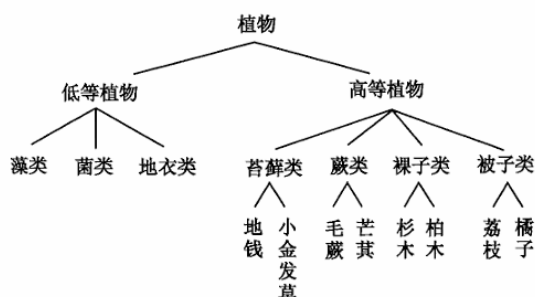 植物
低等植物 高等植物
藻类 菌类 地衣类 苔藓类 蕨类 裸子类 被子类
地钱 小金发草 毛蕨 芒萁 杉木 柏木 荔枝 橘子